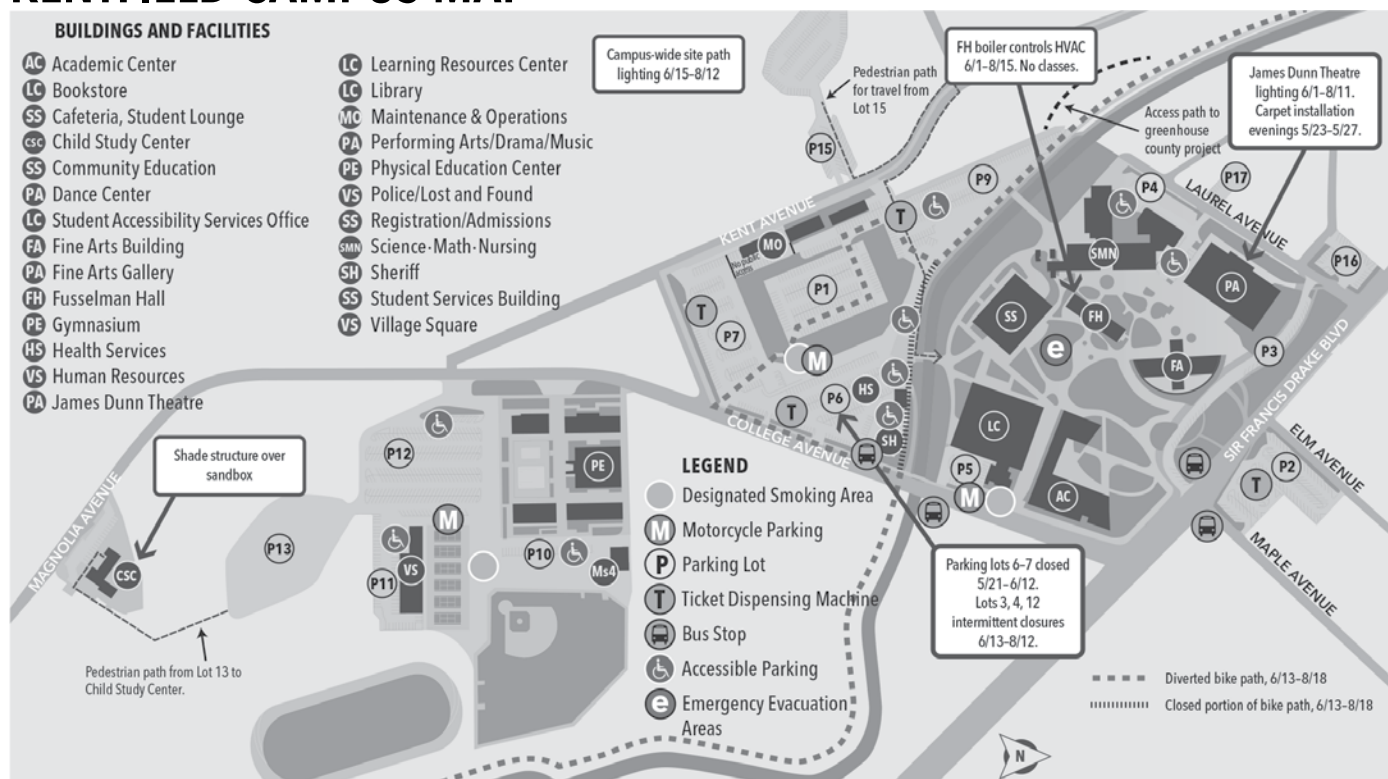 KENTFIELD CAMPUS MAP
BUILDINGS AND FACILITIES
AC Academic Center
LC Bookstore
SS Cafeteria, Student Lounge
CSC Child Study Center
SS Community Education
PA Dance Center
LC Student Accessibility Services Office
FA Fine Arts Building
PA Fine Arts Gallery
FH Fusselman Hall
PE Gymnasium
HS Health Services
VS Human Resources
PA James Dunn Theatre
LC Learning Resources Center
LC Library
MO Maintenance & Operations
PA Performing Arts/Drama/Music
PE Physical Education Center
VS Police/Lost and Found
SS Registration/Admissions
SMN Science·Math·Nursing
SH Sheriff
SS Student Services Building
VS Village Square
Campus-wide site path
lighting 6/15–8/12
Pedestrian path
for travel from
Lot 15
FH boiler controls HVAC
6/1–8/15. No classes.
James Dunn Theatre
lighting 6/1–8/11.
Carpet installation
evenings 5/23–5/27.
Access path to
greenhouse
county project
P15
P9
P4
P17
LAUREL AVENUE
KENT AVENUE
T
MO
No public
access
SMN
P16
PA
P1
T
P7
SS
FH
e
P3
M
FA
P6
HS
T
SH
COLLEGE AVENUE
LC
P5
M
AC
SIR FRANCIS DRAKE BLVD
ELM AVENUE
P2
T
MAPLE AVENUE
P12
PE
M
P10
Ms4
VS
P11
P13
MAGNOLIA AVENUE
CSC
Shade structure over
sandbox
Pedestrian path from Lot 13 to
Child Study Center.
LEGEND
Designated Smoking Area
M Motorcycle Parking
P Parking Lot
T Ticket Dispensing Machine
Bus Stop
Accessible Parking
e Emergency Evacuation
Areas
Parking lots 6–7 closed
5/21–6/12.
Lots 3, 4, 12
intermittent closures
6/13–8/12.
Diverted bike path, 6/13–8/18
Closed portion of bike path, 6/13–8/18
N